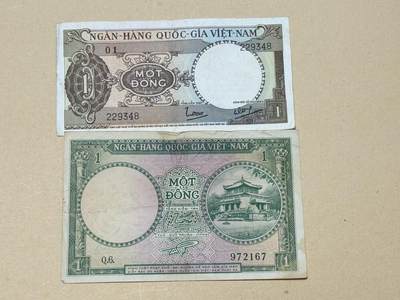 NGÂN-HÀNG QUỐC-GIA VIỆT-NAM
01
229348
1
MỘT
ĐỒNG
229348
1
NGÂN-HÀNG QUỐC-GIA VIỆT-NAM
1
1
MỘT
ĐỒNG
Q.6.
972167